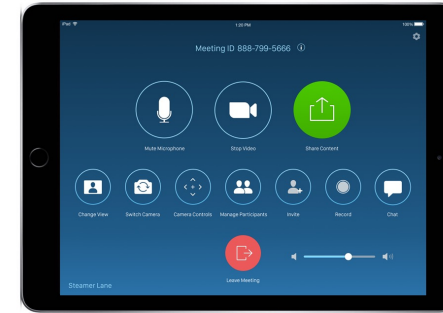 iPad
1:20 PM
100%
Meeting ID 888-799-5666
Mute Microphone
Stop Video
Share Content
Change View
Switch Camera
Camera Controls
Manage Participants
Invite
Record
Chat
Leave Meeting
Steamer Lane